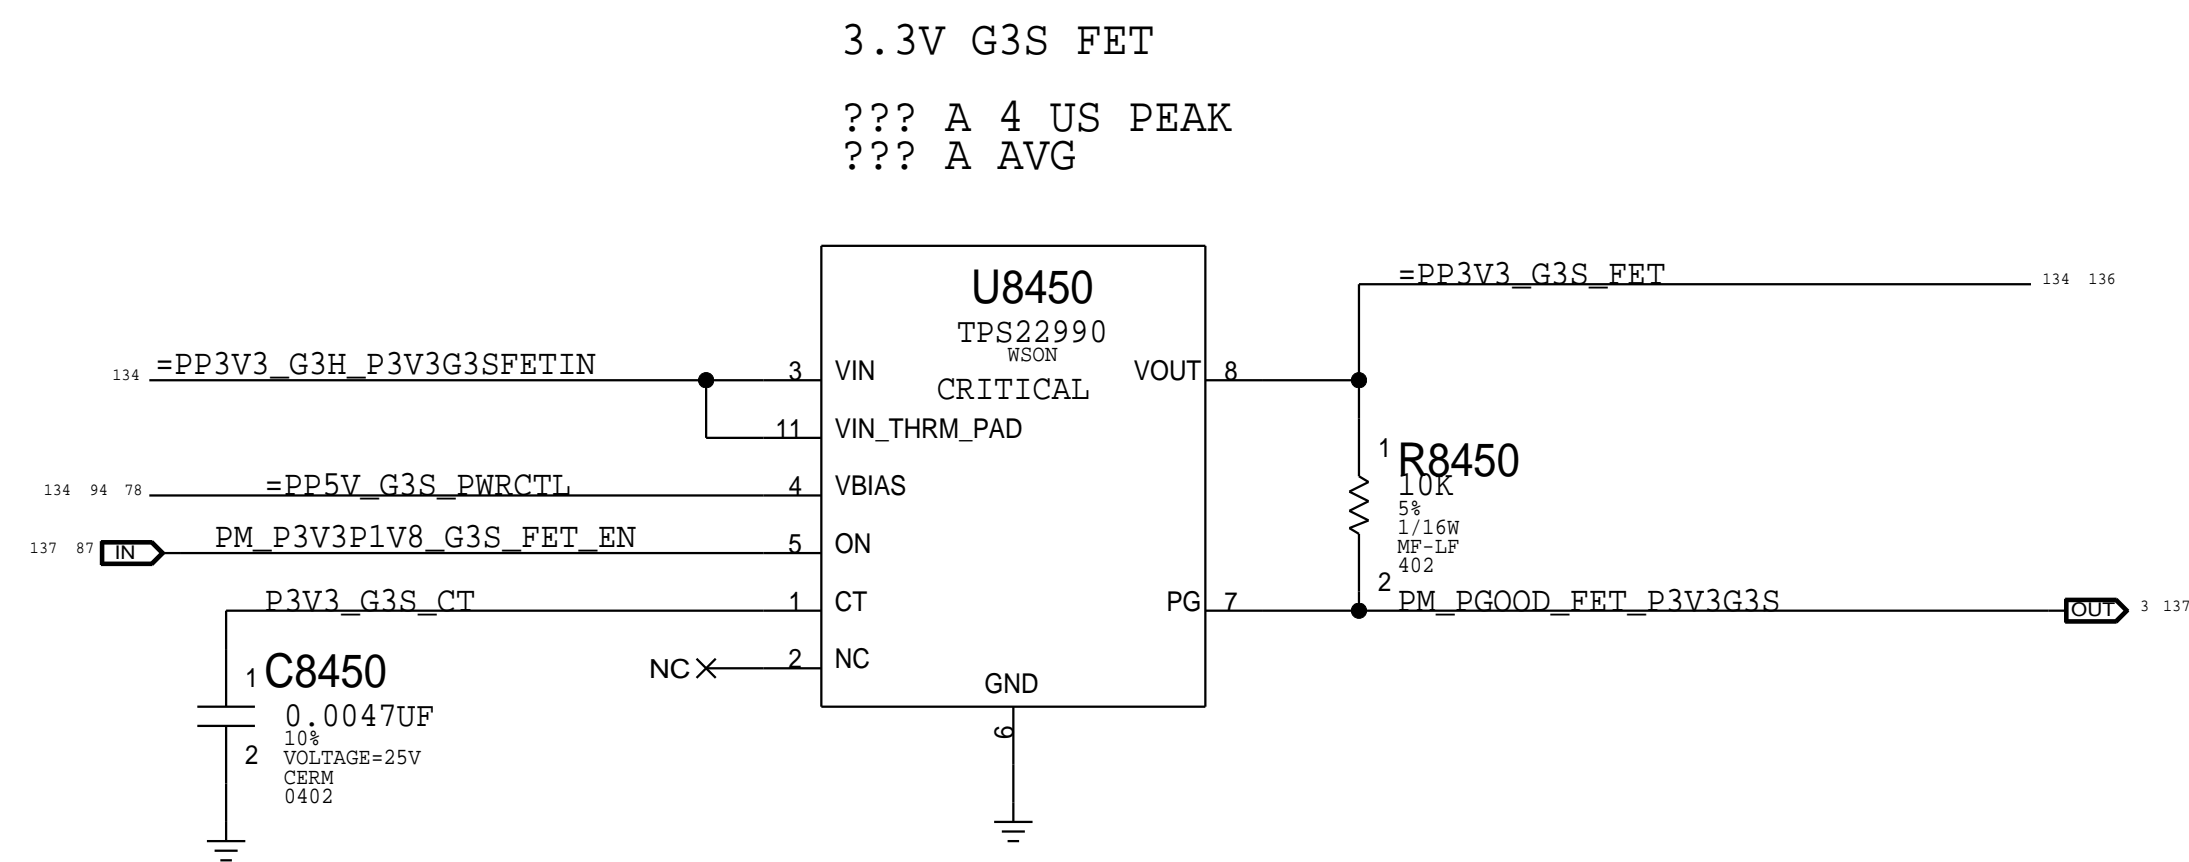 3.3V G3S FET
??? A 4 US PEAK
??? A AVG
U8450
TPS22990
WSON
CRITICAL
134 =PP3V3_G3H_P3V3G3SFETIN 3 VIN
11 VIN_THRM_PAD
134 94 78 =PP5V_G3S_PWRCTL 4 VBIAS
137 87 IN PM_P3V3P1V8_G3S_FET_EN 5 ON
P3V3_G3S_CT 1 CT
NC 2 NC
GND
6
VOUT 8
=PP3V3_G3S_FET 134 136
1 R8450
10K
5%
1/16W
MF-LF
402
2
PG 7 PM_PGOOD_FET_P3V3G3S OUT 3 137
1 C8450
0.0047UF
10%
2 VOLTAGE=25V
CERM
0402